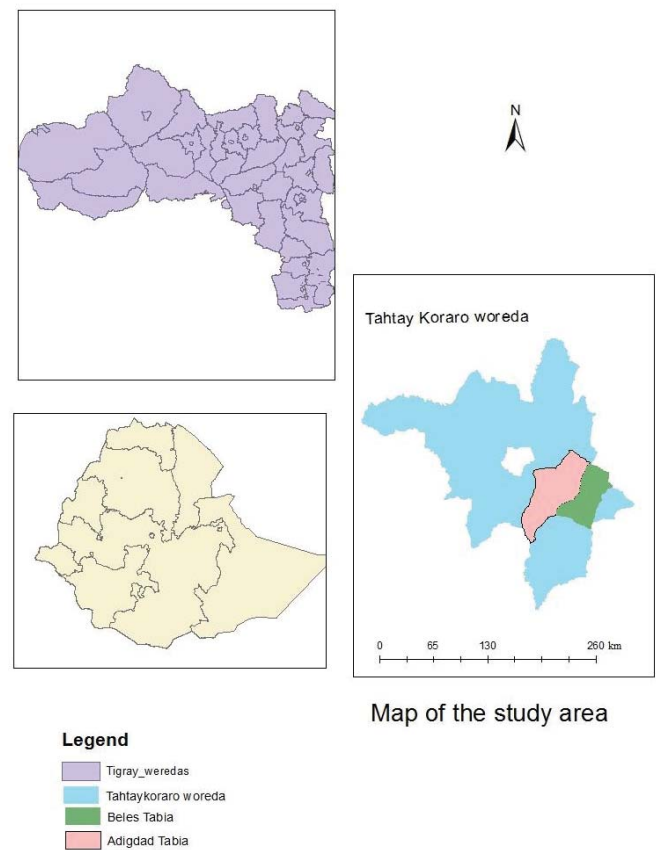 N
Tahtay Koraro woreda
0 65 130 260 km
Map of the study area
Legend
Tigray_weredas
Tahtaykoraro woreda
Beles Tabia
Adigdad Tabia